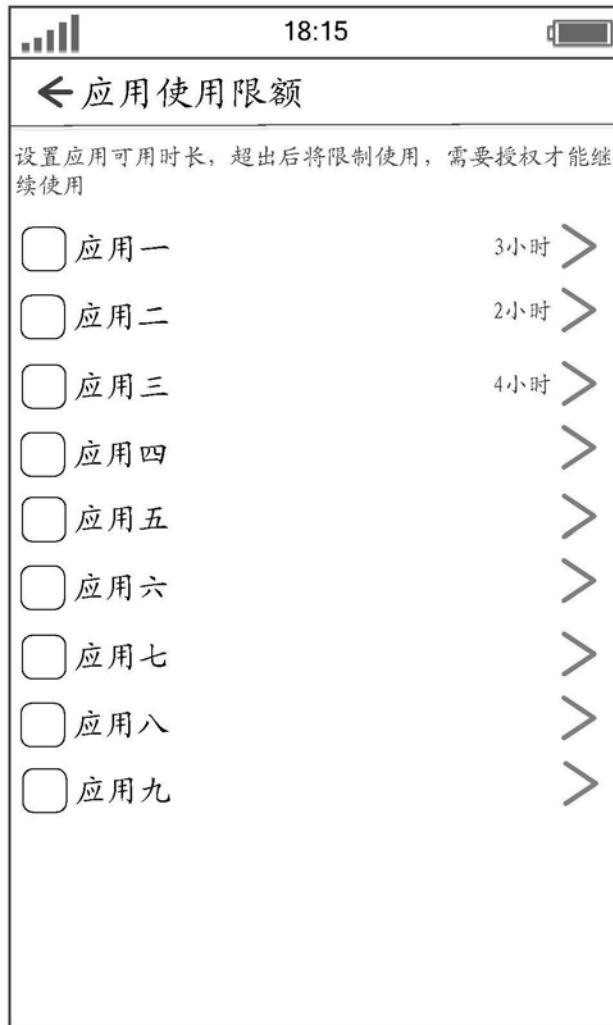 18:15
应用使用限额
设置应用可用时长，超出后将限制使用，需要授权才能继
续使用
应用一 3小时
应用二 2小时
应用三 4小时
应用四
应用五
应用六
应用七
应用八
应用九